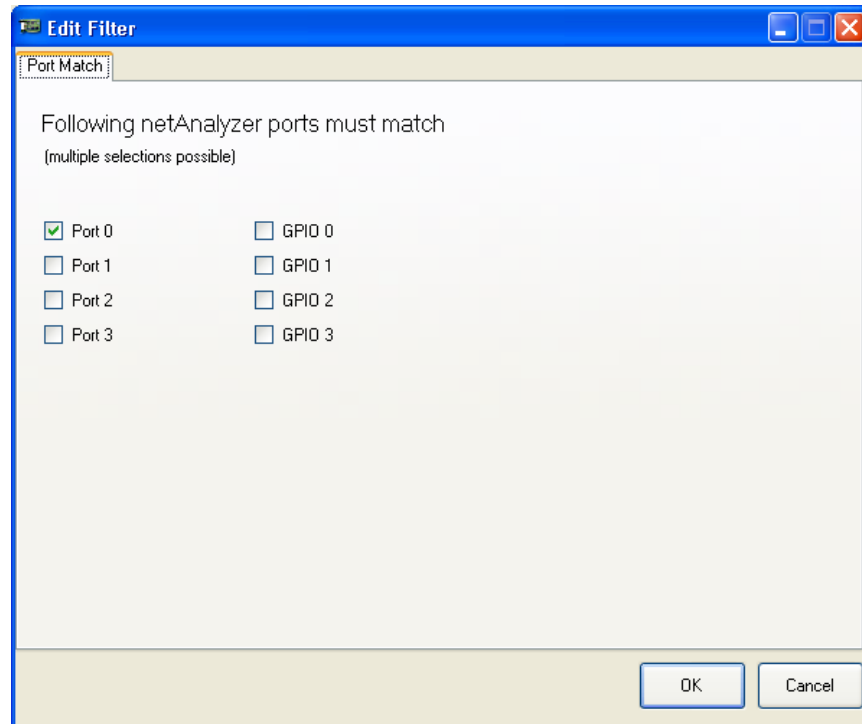 Edit Filter
Port Match
Following netAnalyzer ports must match
(multiple selections possible)
Port 0 GPIO 0
Port 1 GPIO 1
Port 2 GPIO 2
Port 3 GPIO 3
OK Cancel